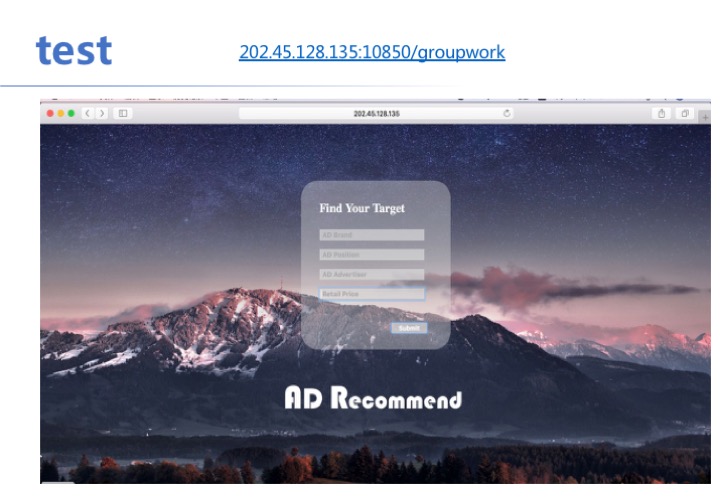 test
202.45.128.135:10850/groupwork
202.45.128.135
Find Your Target
AD Brand
AD Position
AD Advertiser
Retail Price
Submit
AD Recommend